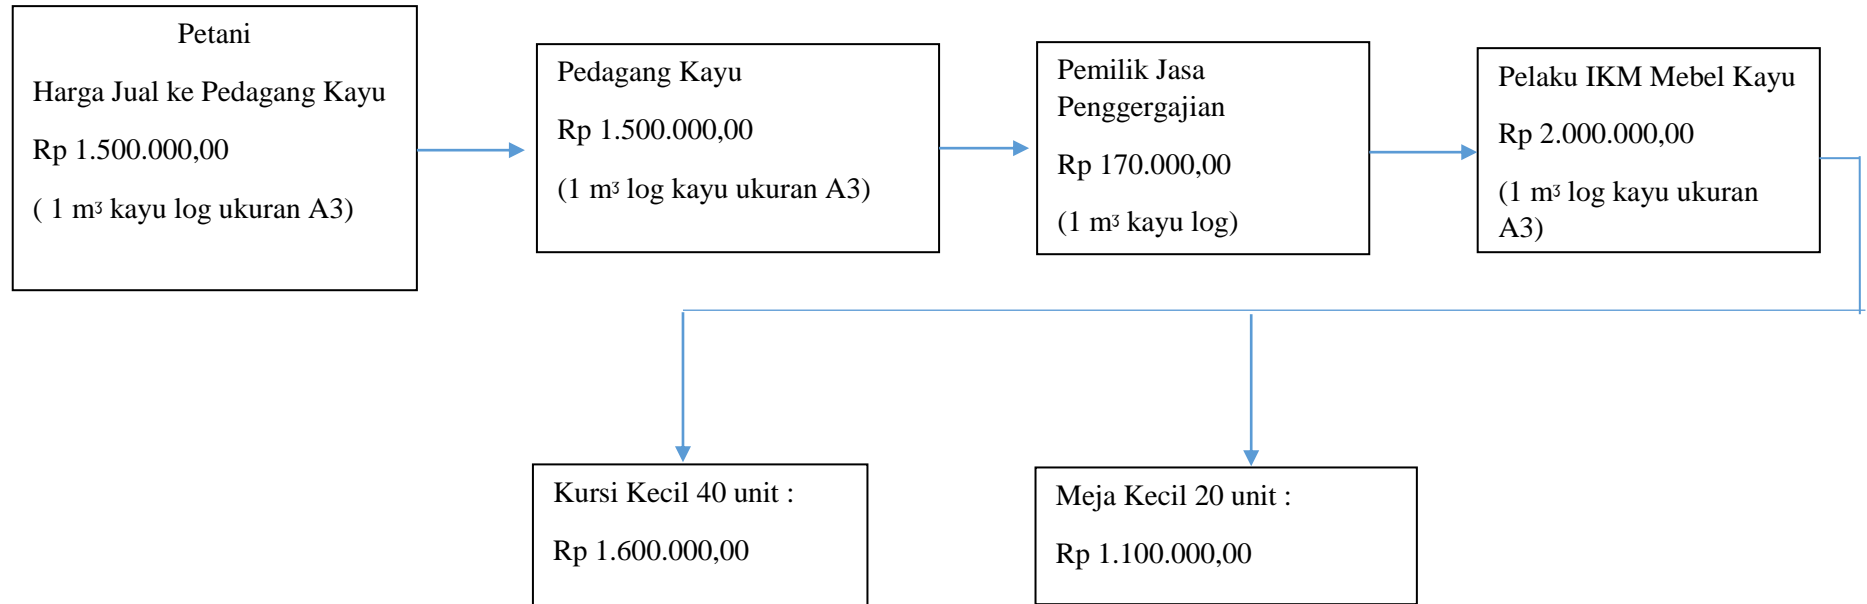 Petani
Harga Jual ke Pedagang Kayu
Rp 1.500.000,00
( 1 m³ kayu log ukuran A3)
Pedagang Kayu
Rp 1.500.000,00
(1 m³ log kayu ukuran A3)
Pemilik Jasa
Penggergajian
Rp 170.000,00
(1 m³ kayu log)
Pelaku IKM Mebel Kayu
Rp 2.000.000,00
(1 m³ log kayu ukuran
A3)
Kursi Kecil 40 unit :
Rp 1.600.000,00
Meja Kecil 20 unit :
Rp 1.100.000,00